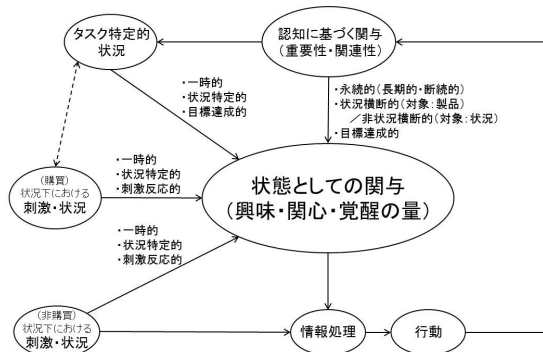 タスク特定的
状況
認知に基づく関与
(重要性・関連性)
・一時的
・状況特定的
・目標達成的
・永続的(長期的・断続的)
・状況横断的(対象:製品)
／非状況横断的(対象:状況)
・目標達成的
(購買)
状況下における
刺激・状況
・一時的
・状況特定的
・刺激反応的
状態としての関与
(興味・関心・覚醒の量)
・一時的
・状況特定的
・刺激反応的
(非購買)
状況下における
刺激・状況
情報処理
行動